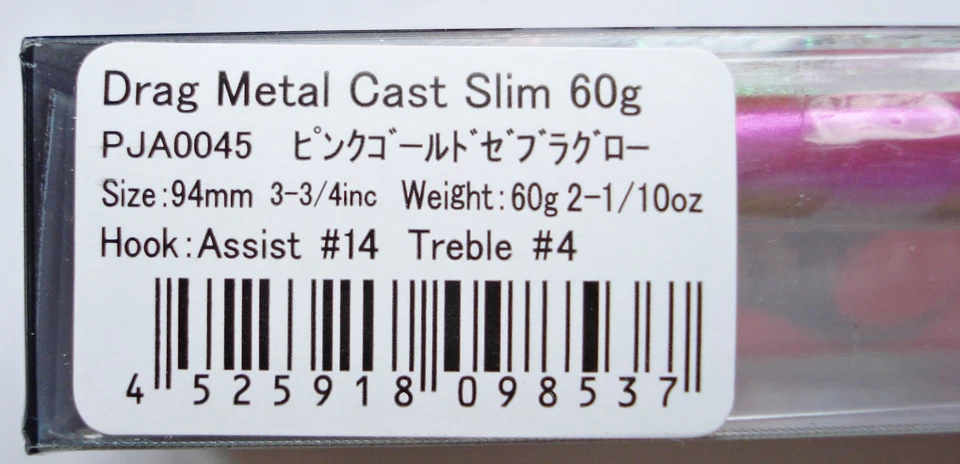 Drag Metal Cast Slim 60g
PJA0045 ﾋﾟﾝｸｺﾞｰﾙﾄﾞｾﾞﾌﾞﾗｸﾞﾛｰ
Size:94mm 3-3/4inc Weight:60g 2-1/10oz
Hook:Assist #14 Treble #4
4 525918 098537